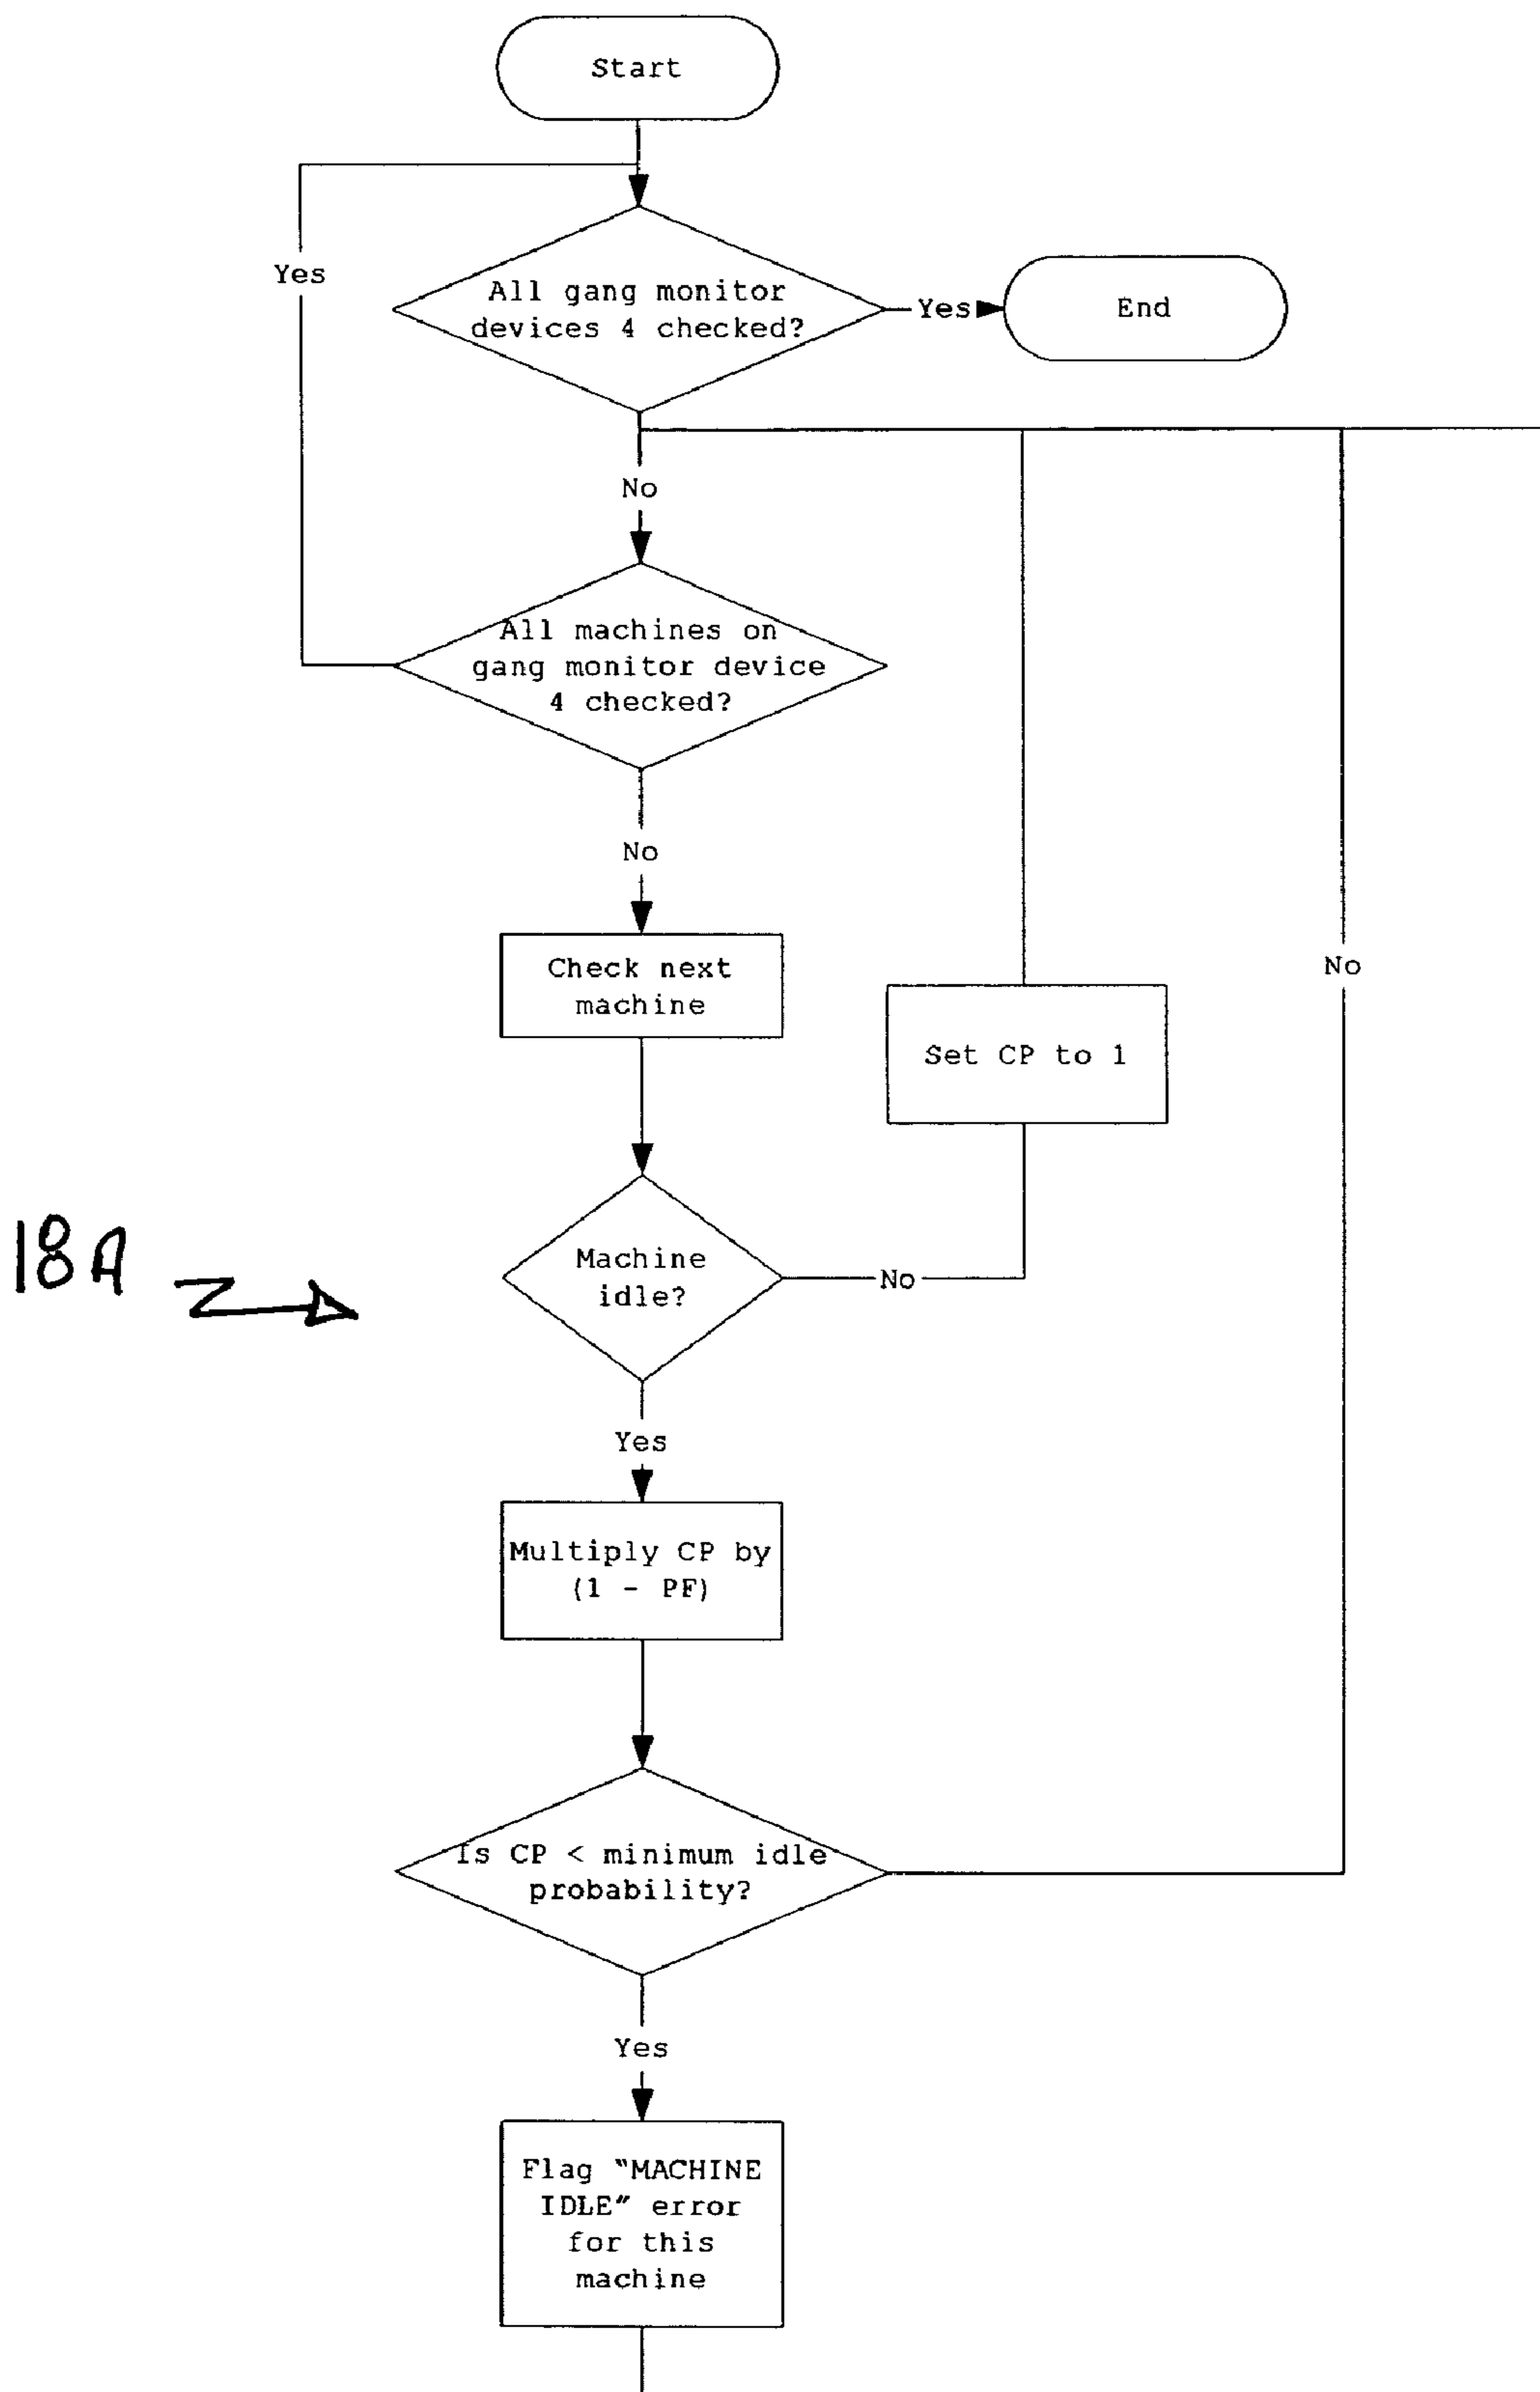 Start
Yes
All gang monitor
devices 4 checked?
Yes
End
No
All machines on
gang monitor device
4 checked?
No
Check next
machine
No
Set CP to 1
18A
Machine
idle?
No
Yes
Multiply CP by
(1 - PF)
Is CP < minimum idle
probability?
Yes
Flag "MACHINE
IDLE" error
for this
machine